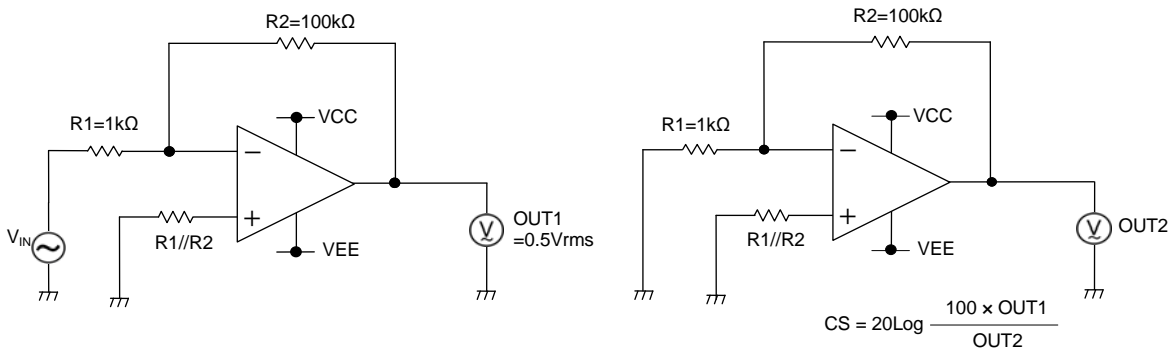 R2=100kΩ
VCC
R1=1kΩ
−
+
VIN
R1//R2
VEE
V
OUT1
=0.5Vrms
R2=100kΩ
VCC
R1=1kΩ
−
+
R1//R2
VEE
V
OUT2
CS = 20Log 100 × OUT1
OUT2